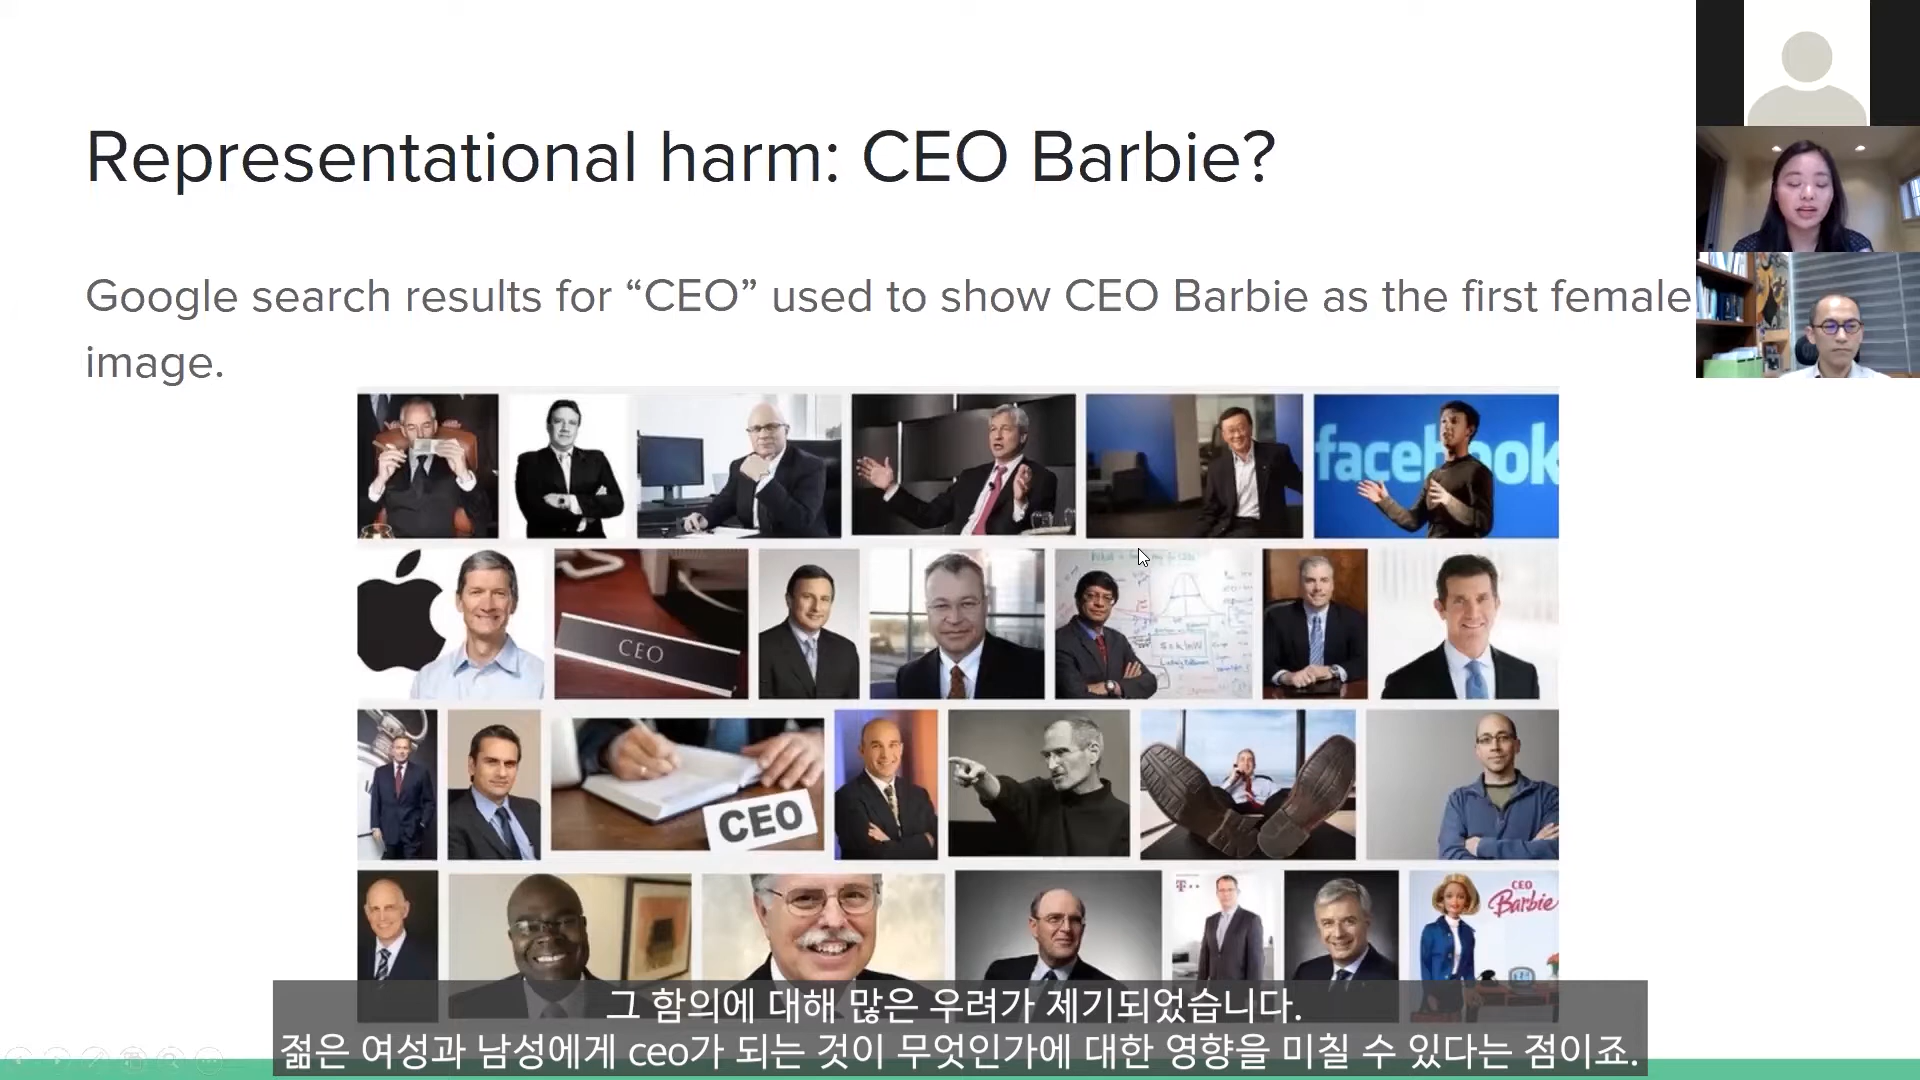 Representational harm: CEO Barbie?
Google search results for “CEO” used to show CEO Barbie as the first female
image.
facebook
CEO
CEO
CEO
Barbie
그 함의에 대해 많은 우려가 제기되었습니다.
젊은 여성과 남성에게 ceo가 되는 것이 무엇인가에 대한 영향을 미칠 수 있다는 점이죠.